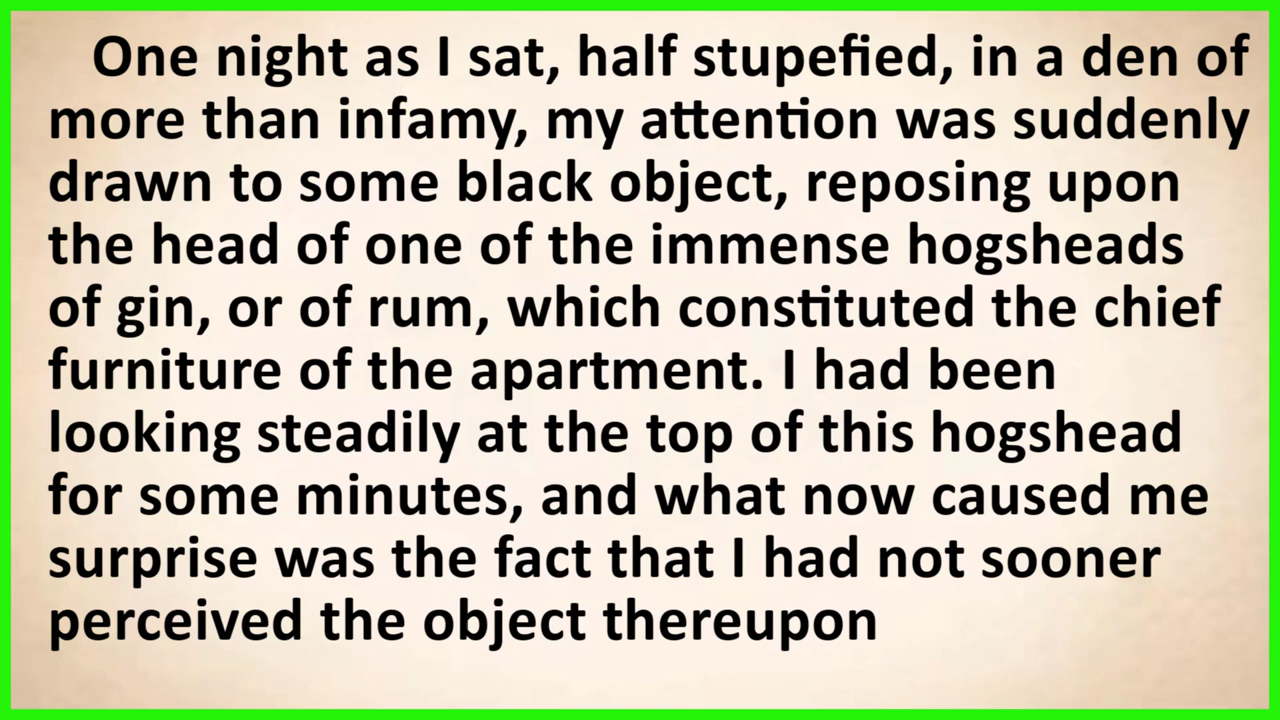 One night as I sat, half stupefied, in a den of
more than infamy, my attention was suddenly
drawn to some black object, reposing upon
the head of one of the immense hogsheads
of gin, or of rum, which constituted the chief
furniture of the apartment. I had been
looking steadily at the top of this hogshead
for some minutes, and what now caused me
surprise was the fact that I had not sooner
perceived the object thereupon